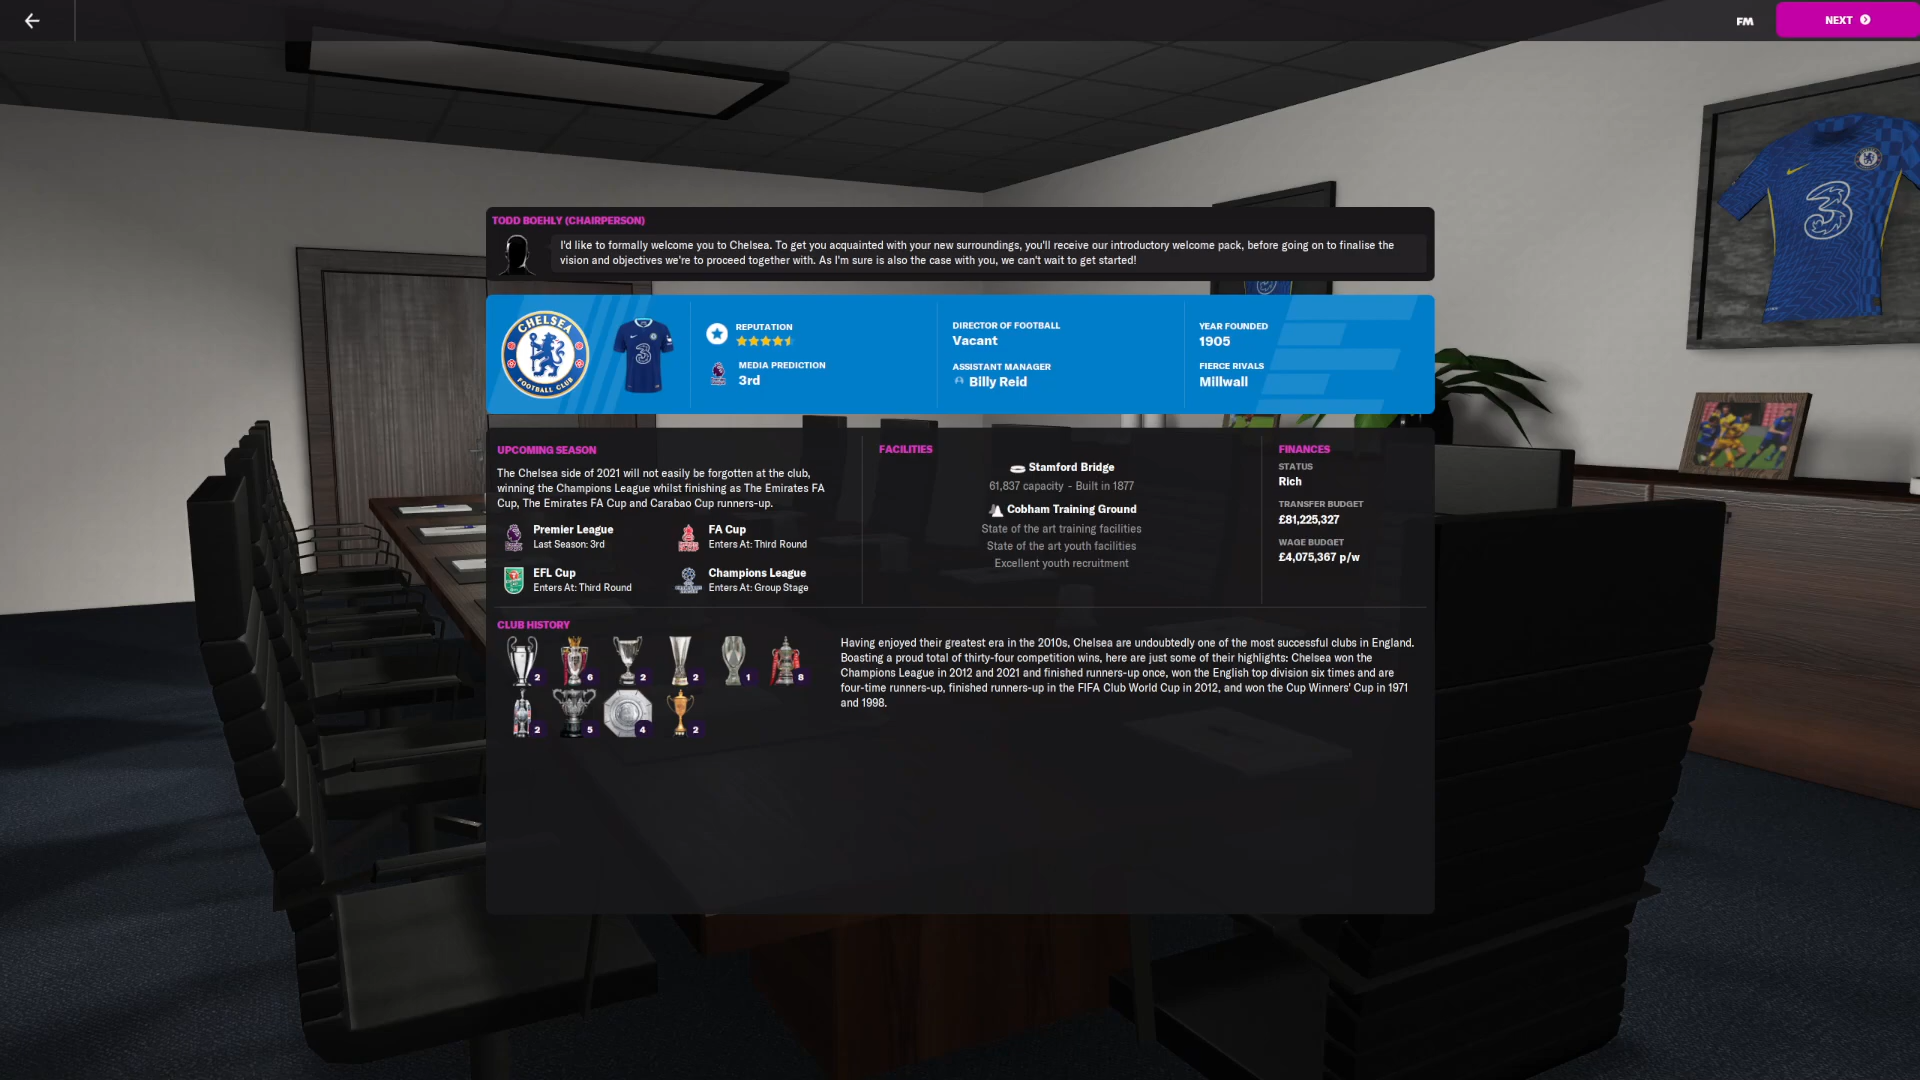 FM
NEXT
TODD BOEHLY (CHAIRPERSON)
I'd like to formally welcome you to Chelsea. To get you acquainted with your new surroundings, you'll receive our introductory welcome pack, before going on to finalise the
vision and objectives we're to proceed together with. As I'm sure is also the case with you, we can't wait to get started!
CHELSEA
FOOTBALL CLUB
3
REPUTATION
MEDIA PREDICTION
3rd
DIRECTOR OF FOOTBALL
Vacant
ASSISTANT MANAGER
Billy Reid
YEAR FOUNDED
1905
FIERCE RIVALS
Millwall
UPCOMING SEASON
The Chelsea side of 2021 will not easily be forgotten at the club,
winning the Champions League whilst finishing as The Emirates FA
Cup, The Emirates FA Cup and Carabao Cup runners-up.
Premier League
Last Season: 3rd
FA Cup
Enters At: Third Round
EFL Cup
Enters At: Third Round
Champions League
Enters At: Group Stage
FACILITIES
Stamford Bridge
61,837 capacity - Built in 1877
Cobham Training Ground
State of the art training facilities
State of the art youth facilities
Excellent youth recruitment
FINANCES
STATUS
Rich
TRANSFER BUDGET
£81,225,327
WAGE BUDGET
£4,075,367 p/w
CLUB HISTORY
2 6 2 2 1 8
2 5 4 2
Having enjoyed their greatest era in the 2010s, Chelsea are undoubtedly one of the most successful clubs in England.
Boasting a proud total of thirty-four competition wins, here are just some of their highlights: Chelsea won the
Champions League in 2012 and 2021 and finished runners-up once, won the English top division six times and are
four-time runners-up, finished runners-up in the FIFA Club World Cup in 2012, and won the Cup Winners' Cup in 1971
and 1998.
3